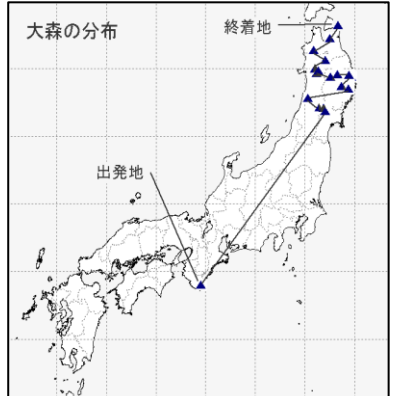 大森の分布
終着地
出発地